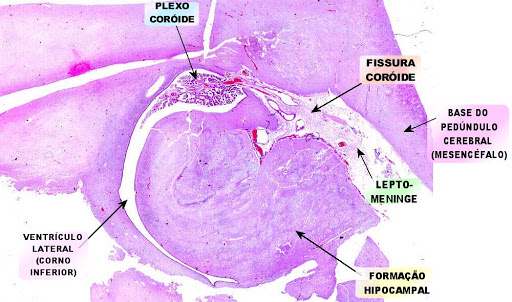 PLEXO
CORÓIDE
FISSURA
CORÓIDE
BASE DO
PEDÚNDULO
CEREBRAL
(MESENCÉFALO)
LEPTO-
MENINGE
VENTRÍCULO
LATERAL
(CORNO
INFERIOR)
FORMAÇÃO
HIPOCAMPAL